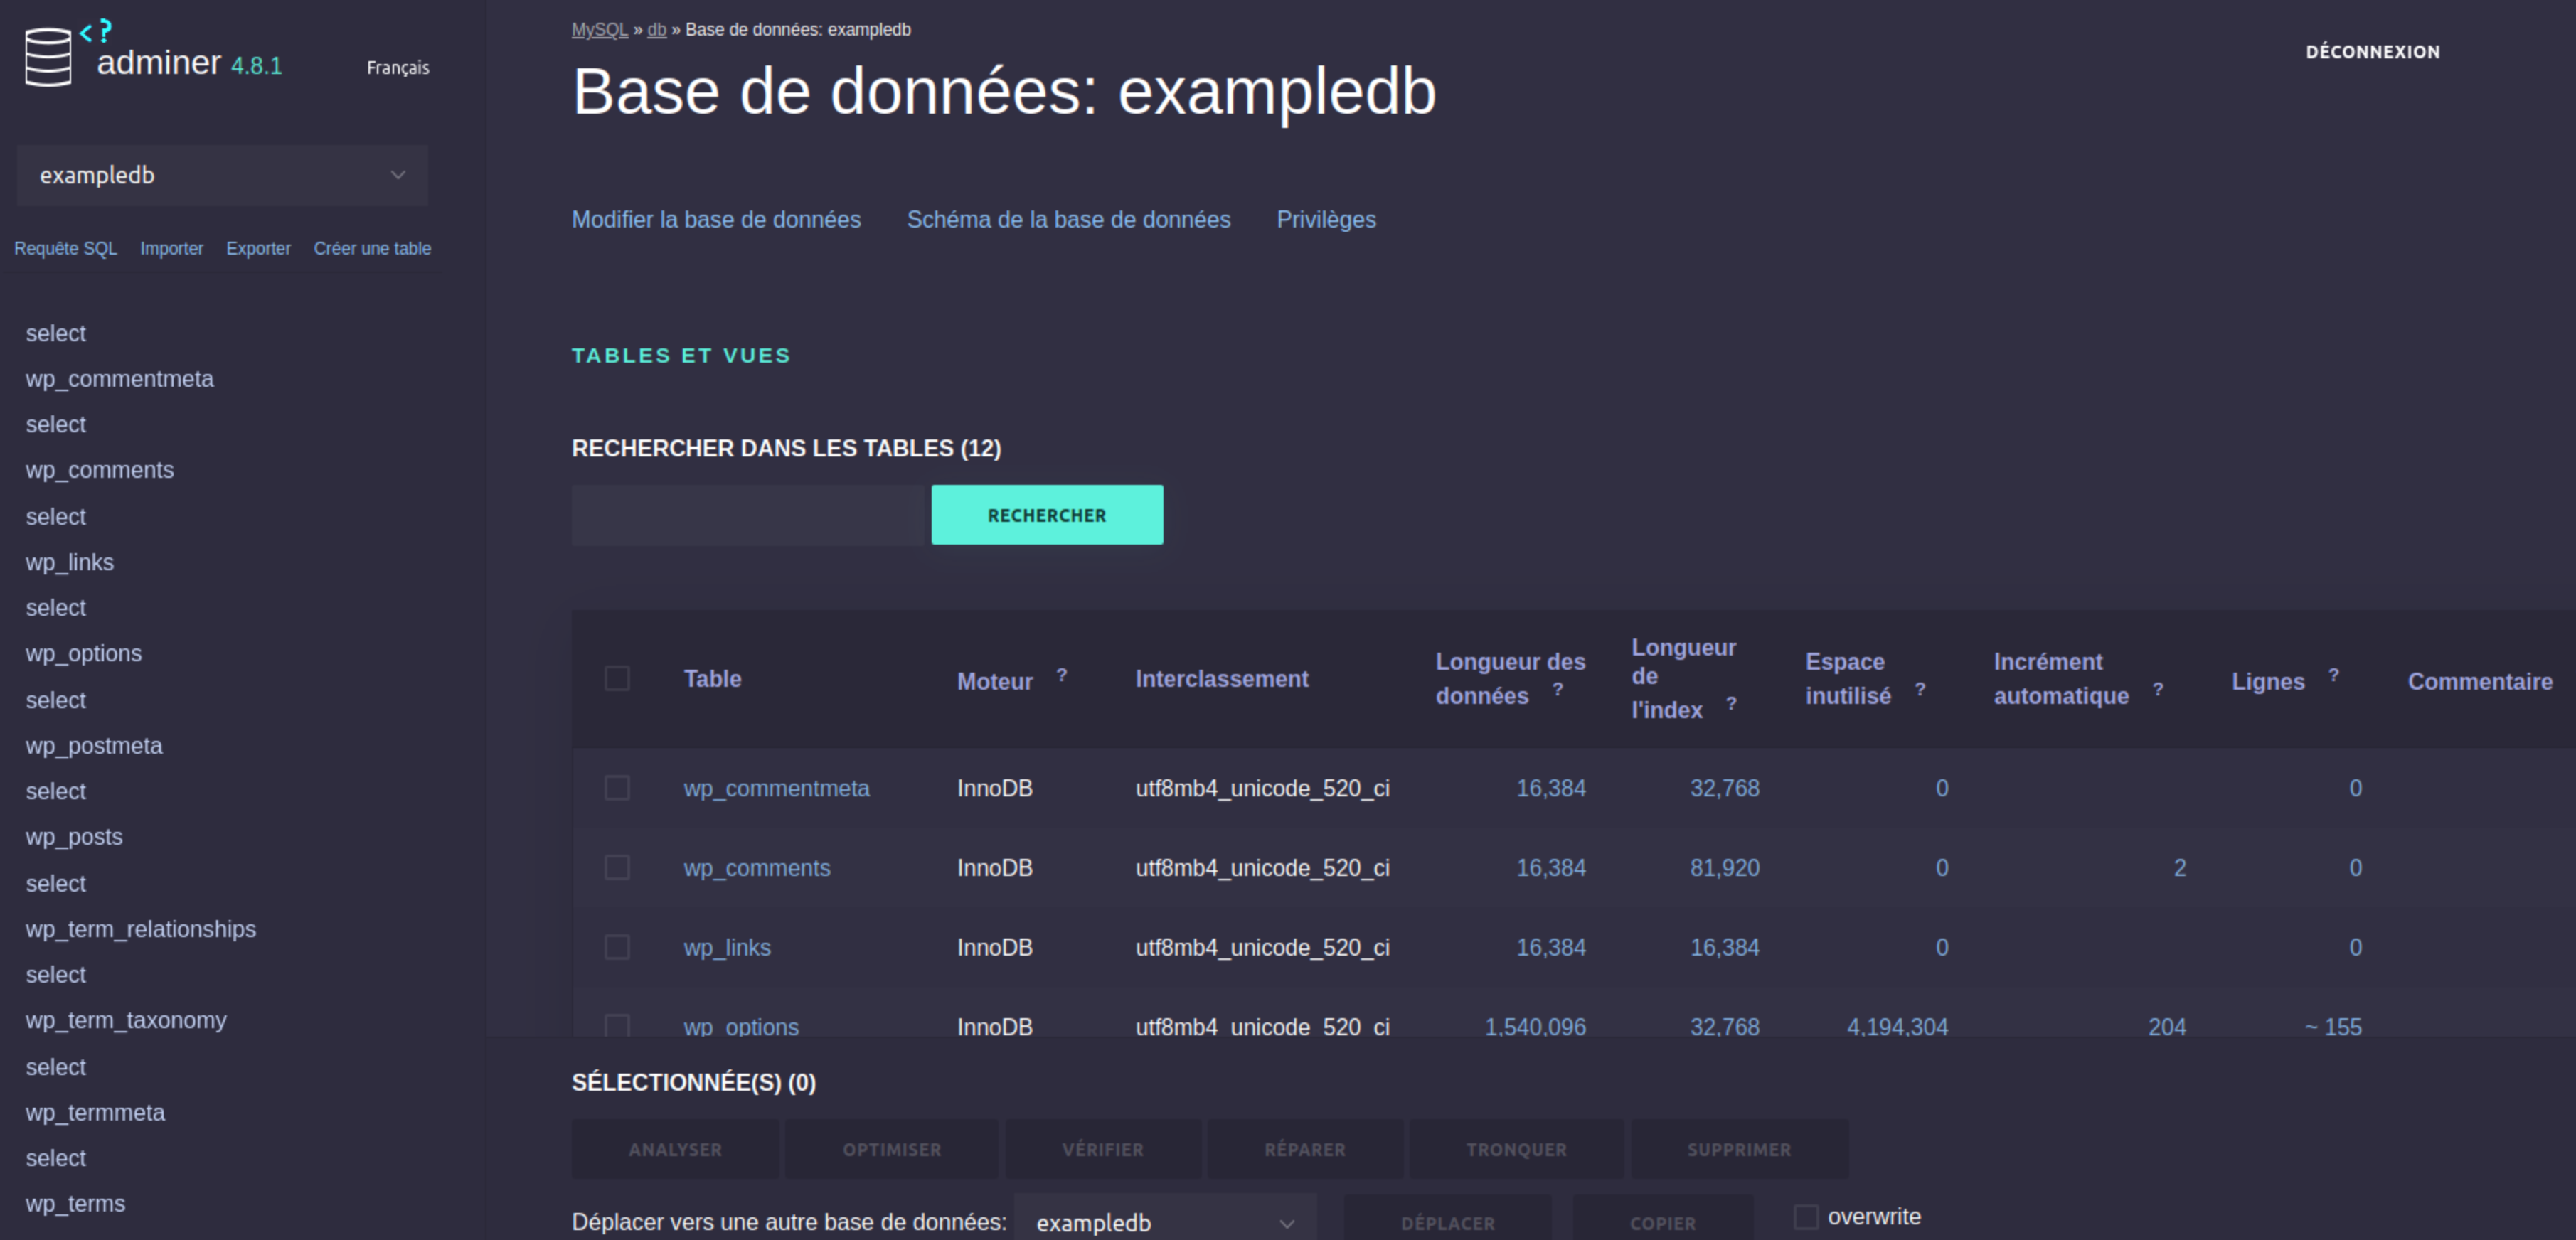 <?
adminer 4.8.1
Français
exampledb
Requête SQL Importer Exporter Créer une table
select
wp_commentmeta
select
wp_comments
select
wp_links
select
wp_options
select
wp_postmeta
select
wp_posts
select
wp_term_relationships
select
wp_term_taxonomy
select
wp_termmeta
select
wp_terms
MySQL » db » Base de données: exampledb
DÉCONNEXION
Base de données: exampledb
Modifier la base de données Schéma de la base de données Privilèges
TABLES ET VUES
RECHERCHER DANS LES TABLES (12)
RECHERCHER
Table Moteur ? Interclassement Longueur des données ? Longueur de l'index ? Espace inutilisé ? Incrément automatique ? Lignes ? Commentaire
wp_commentmeta InnoDB utf8mb4_unicode_520_ci 16,384 32,768 0 0
wp_comments InnoDB utf8mb4_unicode_520_ci 16,384 81,920 0 2 0
wp_links InnoDB utf8mb4_unicode_520_ci 16,384 16,384 0 0
wp_options InnoDB utf8mb4_unicode_520_ci 1,540,096 32,768 4,194,304 204 ~ 155
SÉLECTIONNÉE(S) (0)
ANALYSER OPTIMISER VÉRIFIER RÉPARER TRONQUER SUPPRIMER
Déplacer vers une autre base de données: exampledb DÉPLACER COPIER overwrite